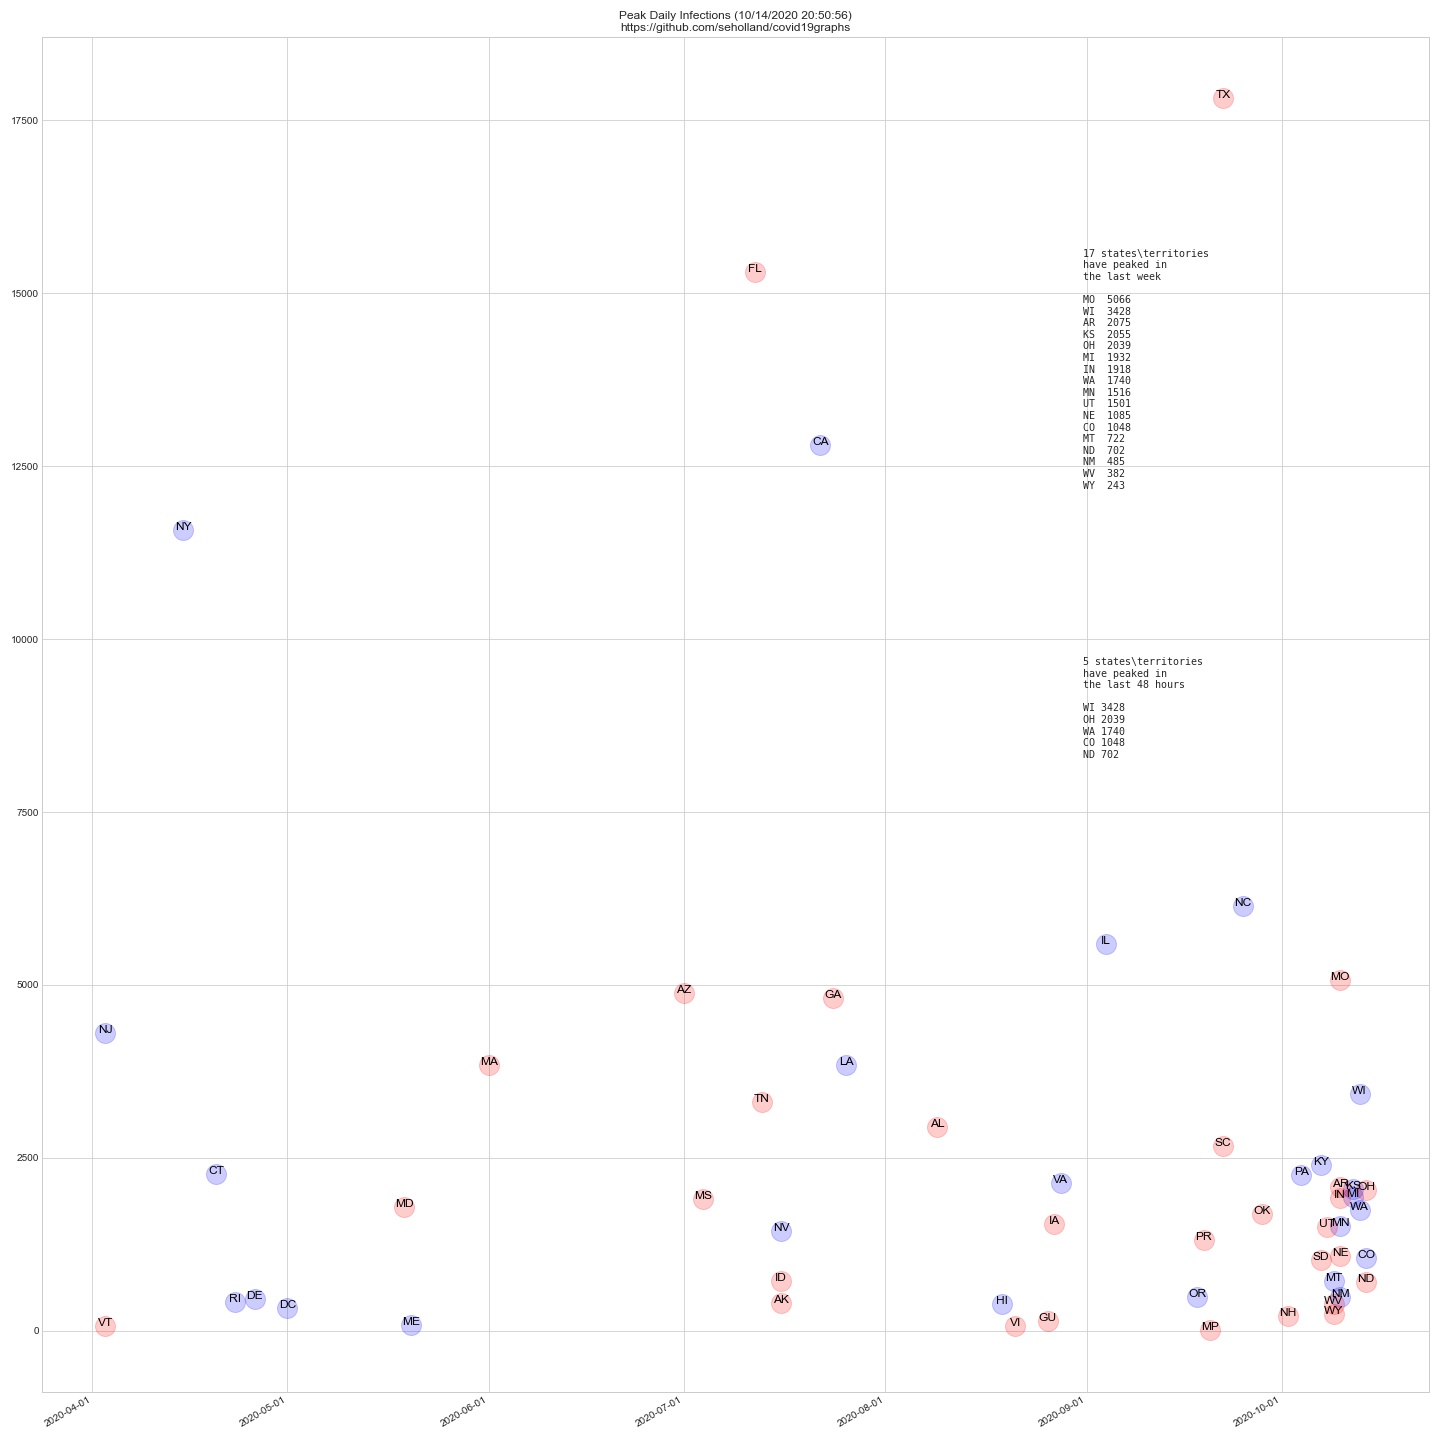 Peak Daily Infections (10/14/2020 20:50:56)
https://github.com/seholland/covid19graphs
17500
15000
12500
10000
7500
5000
2500
0
TX
FL
17 states\territories
have peaked in
the last week
MO 5066
WI 3428
AR 2075
KS 2055
OH 2039
MI 1932
IN 1918
WA 1740
MN 1516
UT 1501
NE 1085
CO 1048
MT 722
ND 702
NM 485
WV 382
WY 243
CA
NY
5 states\territories
have peaked in
the last 48 hours
WI 3428
OH 2039
WA 1740
CO 1048
ND 702
NC
IL
MO
AZ
GA
NJ
MA
LA
TN
WI
AL
SC
KY
CT
PA
VA
AR
KS
OH
MI
IN
MS
MD
WA
OK
NV
IA
UT
MN
PR
SD
NE
CO
ID
MT
ND
RI
DE
DC
AK
HI
OR
NM
WV
WY
NH
VT
ME
VI
GU
MP
2020-04-01
2020-05-01
2020-06-01
2020-07-01
2020-08-01
2020-09-01
2020-10-01